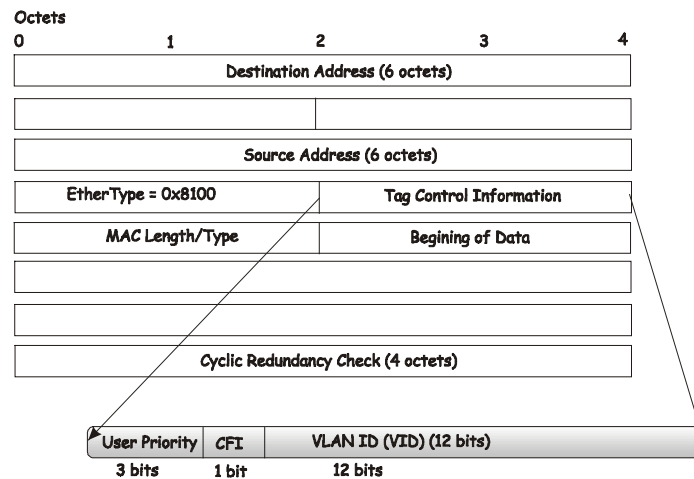 Octets
0 1 2 3 4
Destination Address (6 octets)
Source Address (6 octets)
EtherType = 0x8100 Tag Control Information
MAC Length/Type Begining of Data
Cyclic Redundancy Check (4 octets)
User Priority CFI VLAN ID (VID) (12 bits)
3 bits 1 bit 12 bits